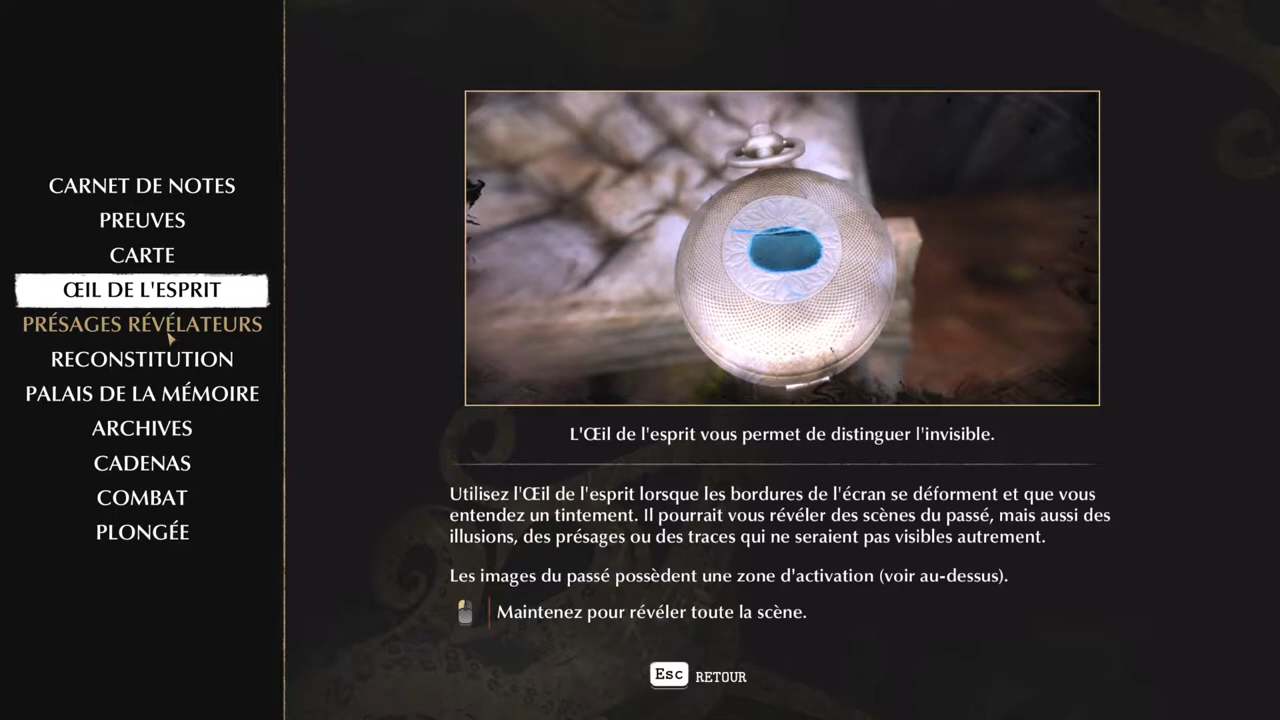 CARNET DE NOTES
PREUVES
CARTE
ŒIL DE L'ESPRIT
PRÉSAGES RÉVÉLATEURS
RECONSTITUTION
PALAIS DE LA MÉMOIRE
ARCHIVES
CADENAS
COMBAT
PLONGÉE
L'Œil de l'esprit vous permet de distinguer l'invisible.
Utilisez l'Œil de l'esprit lorsque les bordures de l'écran se déforment et que vous
entendez un tintement. Il pourrait vous révéler des scènes du passé, mais aussi des
illusions, des présages ou des traces qui ne seraient pas visibles autrement.
Les images du passé possèdent une zone d'activation (voir au-dessus).
Maintenez pour révéler toute la scène.
Esc RETOUR